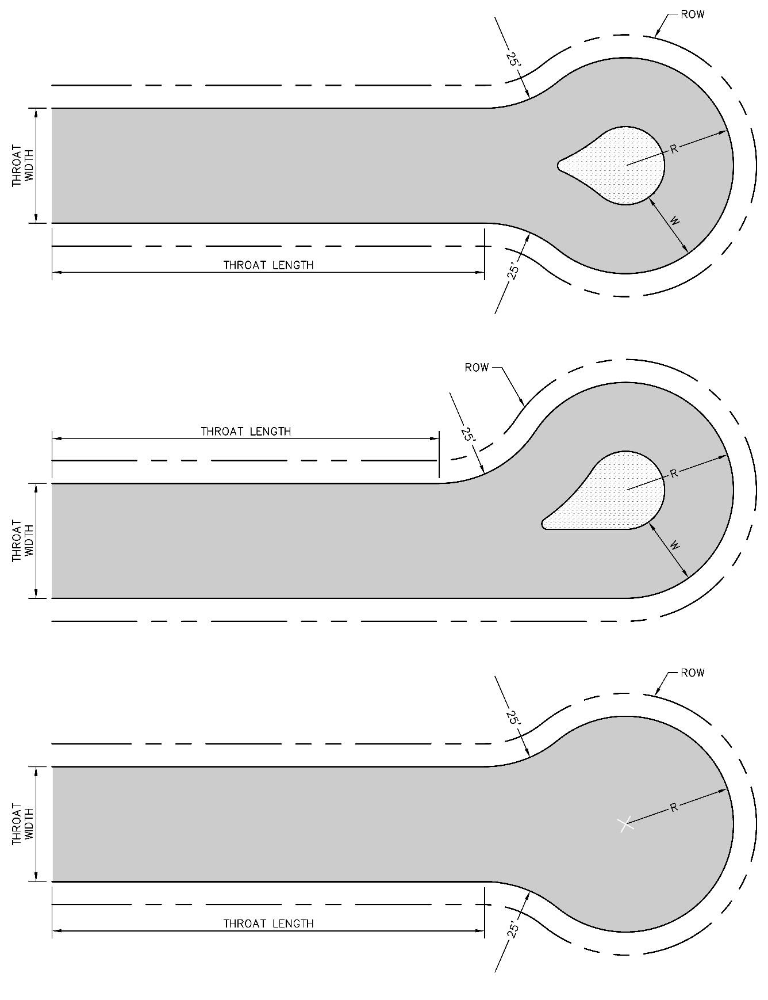 ROW
25'
THROAT
WIDTH
R
W
THROAT LENGTH
25'
ROW
THROAT LENGTH
25'
R
THROAT
WIDTH
W
ROW
25'
THROAT
WIDTH
R
THROAT LENGTH
25'